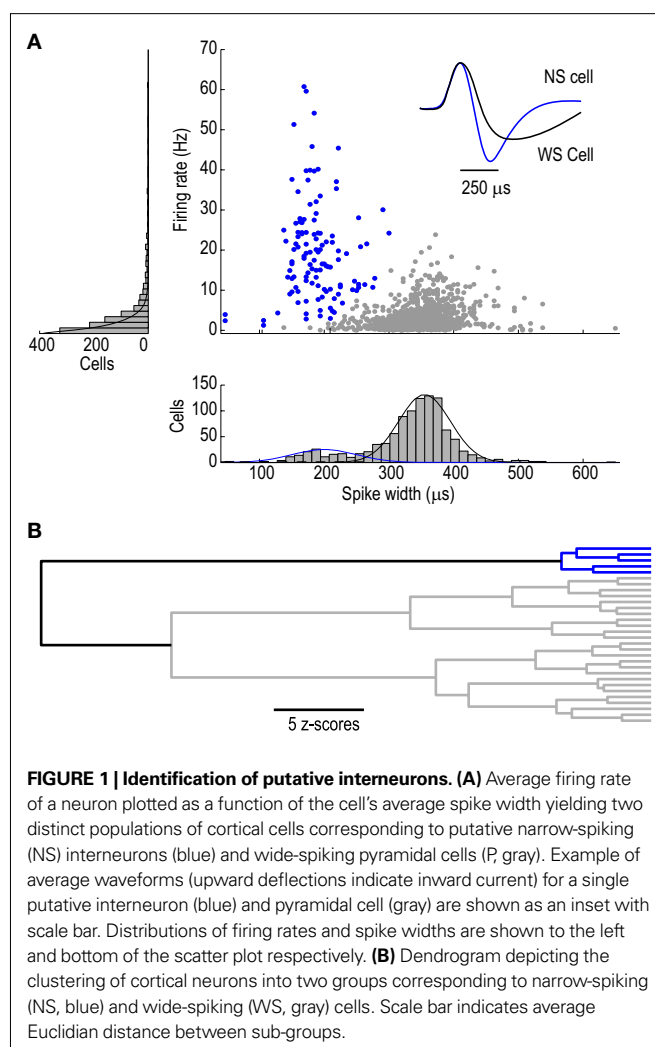 A
70
60
50
40
30
20
10
0
Firing rate (Hz)
NS cell
WS Cell
250 μs
400 200 0
Cells
150
100
50
0
Cells
100 200 300 400 500 600
Spike width (μs)
B
5 z-scores
FIGURE 1 | Identification of putative interneurons. (A) Average firing rate
of a neuron plotted as a function of the cell's average spike width yielding two
distinct populations of cortical cells corresponding to putative narrow-spiking
(NS) interneurons (blue) and wide-spiking pyramidal cells (P, gray). Example of
average waveforms (upward deflections indicate inward current) for a single
putative interneuron (blue) and pyramidal cell (gray) are shown as an inset with
scale bar. Distributions of firing rates and spike widths are shown to the left
and bottom of the scatter plot respectively. (B) Dendrogram depicting the
clustering of cortical neurons into two groups corresponding to narrow-spiking
(NS, blue) and wide-spiking (WS, gray) cells. Scale bar indicates average
Euclidian distance between sub-groups.